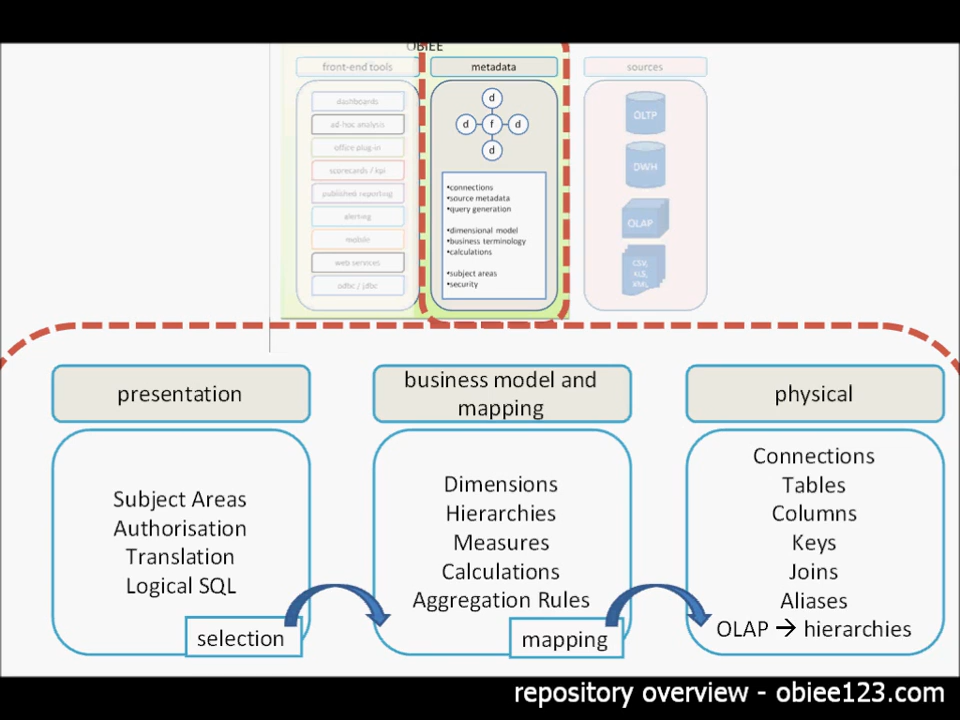 OBIEE
front-end tools
metadata
sources
dashboards
ad-hoc analysis
office plug-in
scorecards / kpi
published reporting
alerting
mobile
web services
odbc / jdbc
d
d f d
d
•connections
•source metadata
•query generation
•dimensional model
•business terminology
•calculations
•subject areas
•security
OLTP
DWH
OLAP
CSV,
XLS,
XML
presentation
Subject Areas
Authorisation
Translation
Logical SQL
selection
business model and
mapping
Dimensions
Hierarchies
Measures
Calculations
Aggregation Rules
mapping
physical
Connections
Tables
Columns
Keys
Joins
Aliases
OLAP → hierarchies
repository overview - obiee123.com